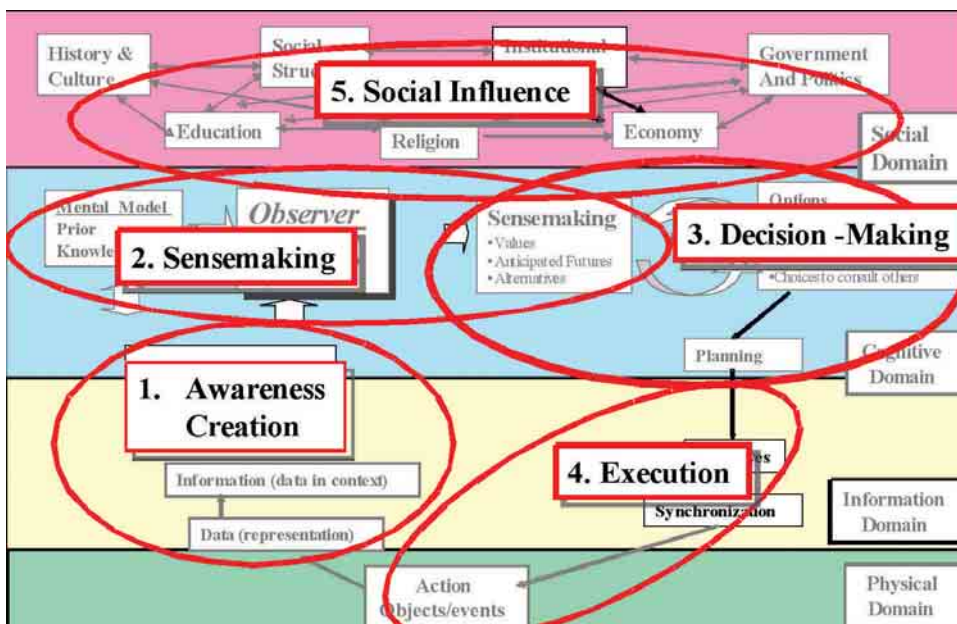 History &
Culture
Social
Institutional
Government
And Politics
5. Social Influence
Education
Religion
Economy
Social
Domain
Mental Model
Prior
Observer
2. Sensemaking
Sensemaking
• Values
• Anticipated Futures
• Alternatives
Options
3. Decision -Making
• Choices to consult others
Planning
Cognitive
Domain
1. Awareness
Creation
Information (data in context)
Data (representation)
4. Execution
Synchronization
Information
Domain
Action
Objects/events
Physical
Domain